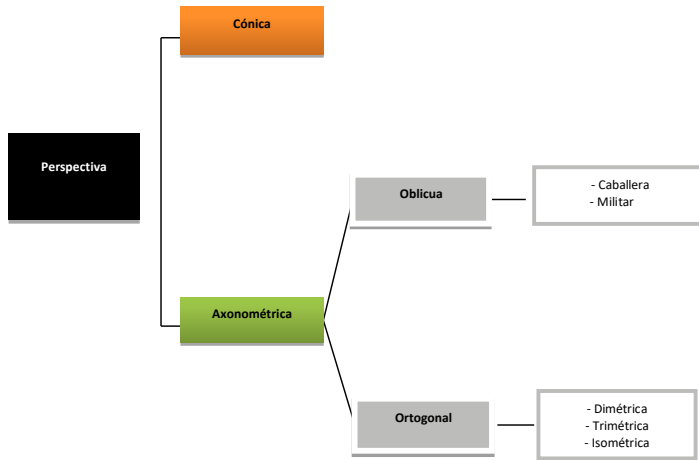 Cónica
Perspectiva
Oblicua
- Caballera
- Militar
Axonométrica
Ortogonal
- Dimétrica
- Trimétrica
- Isométrica